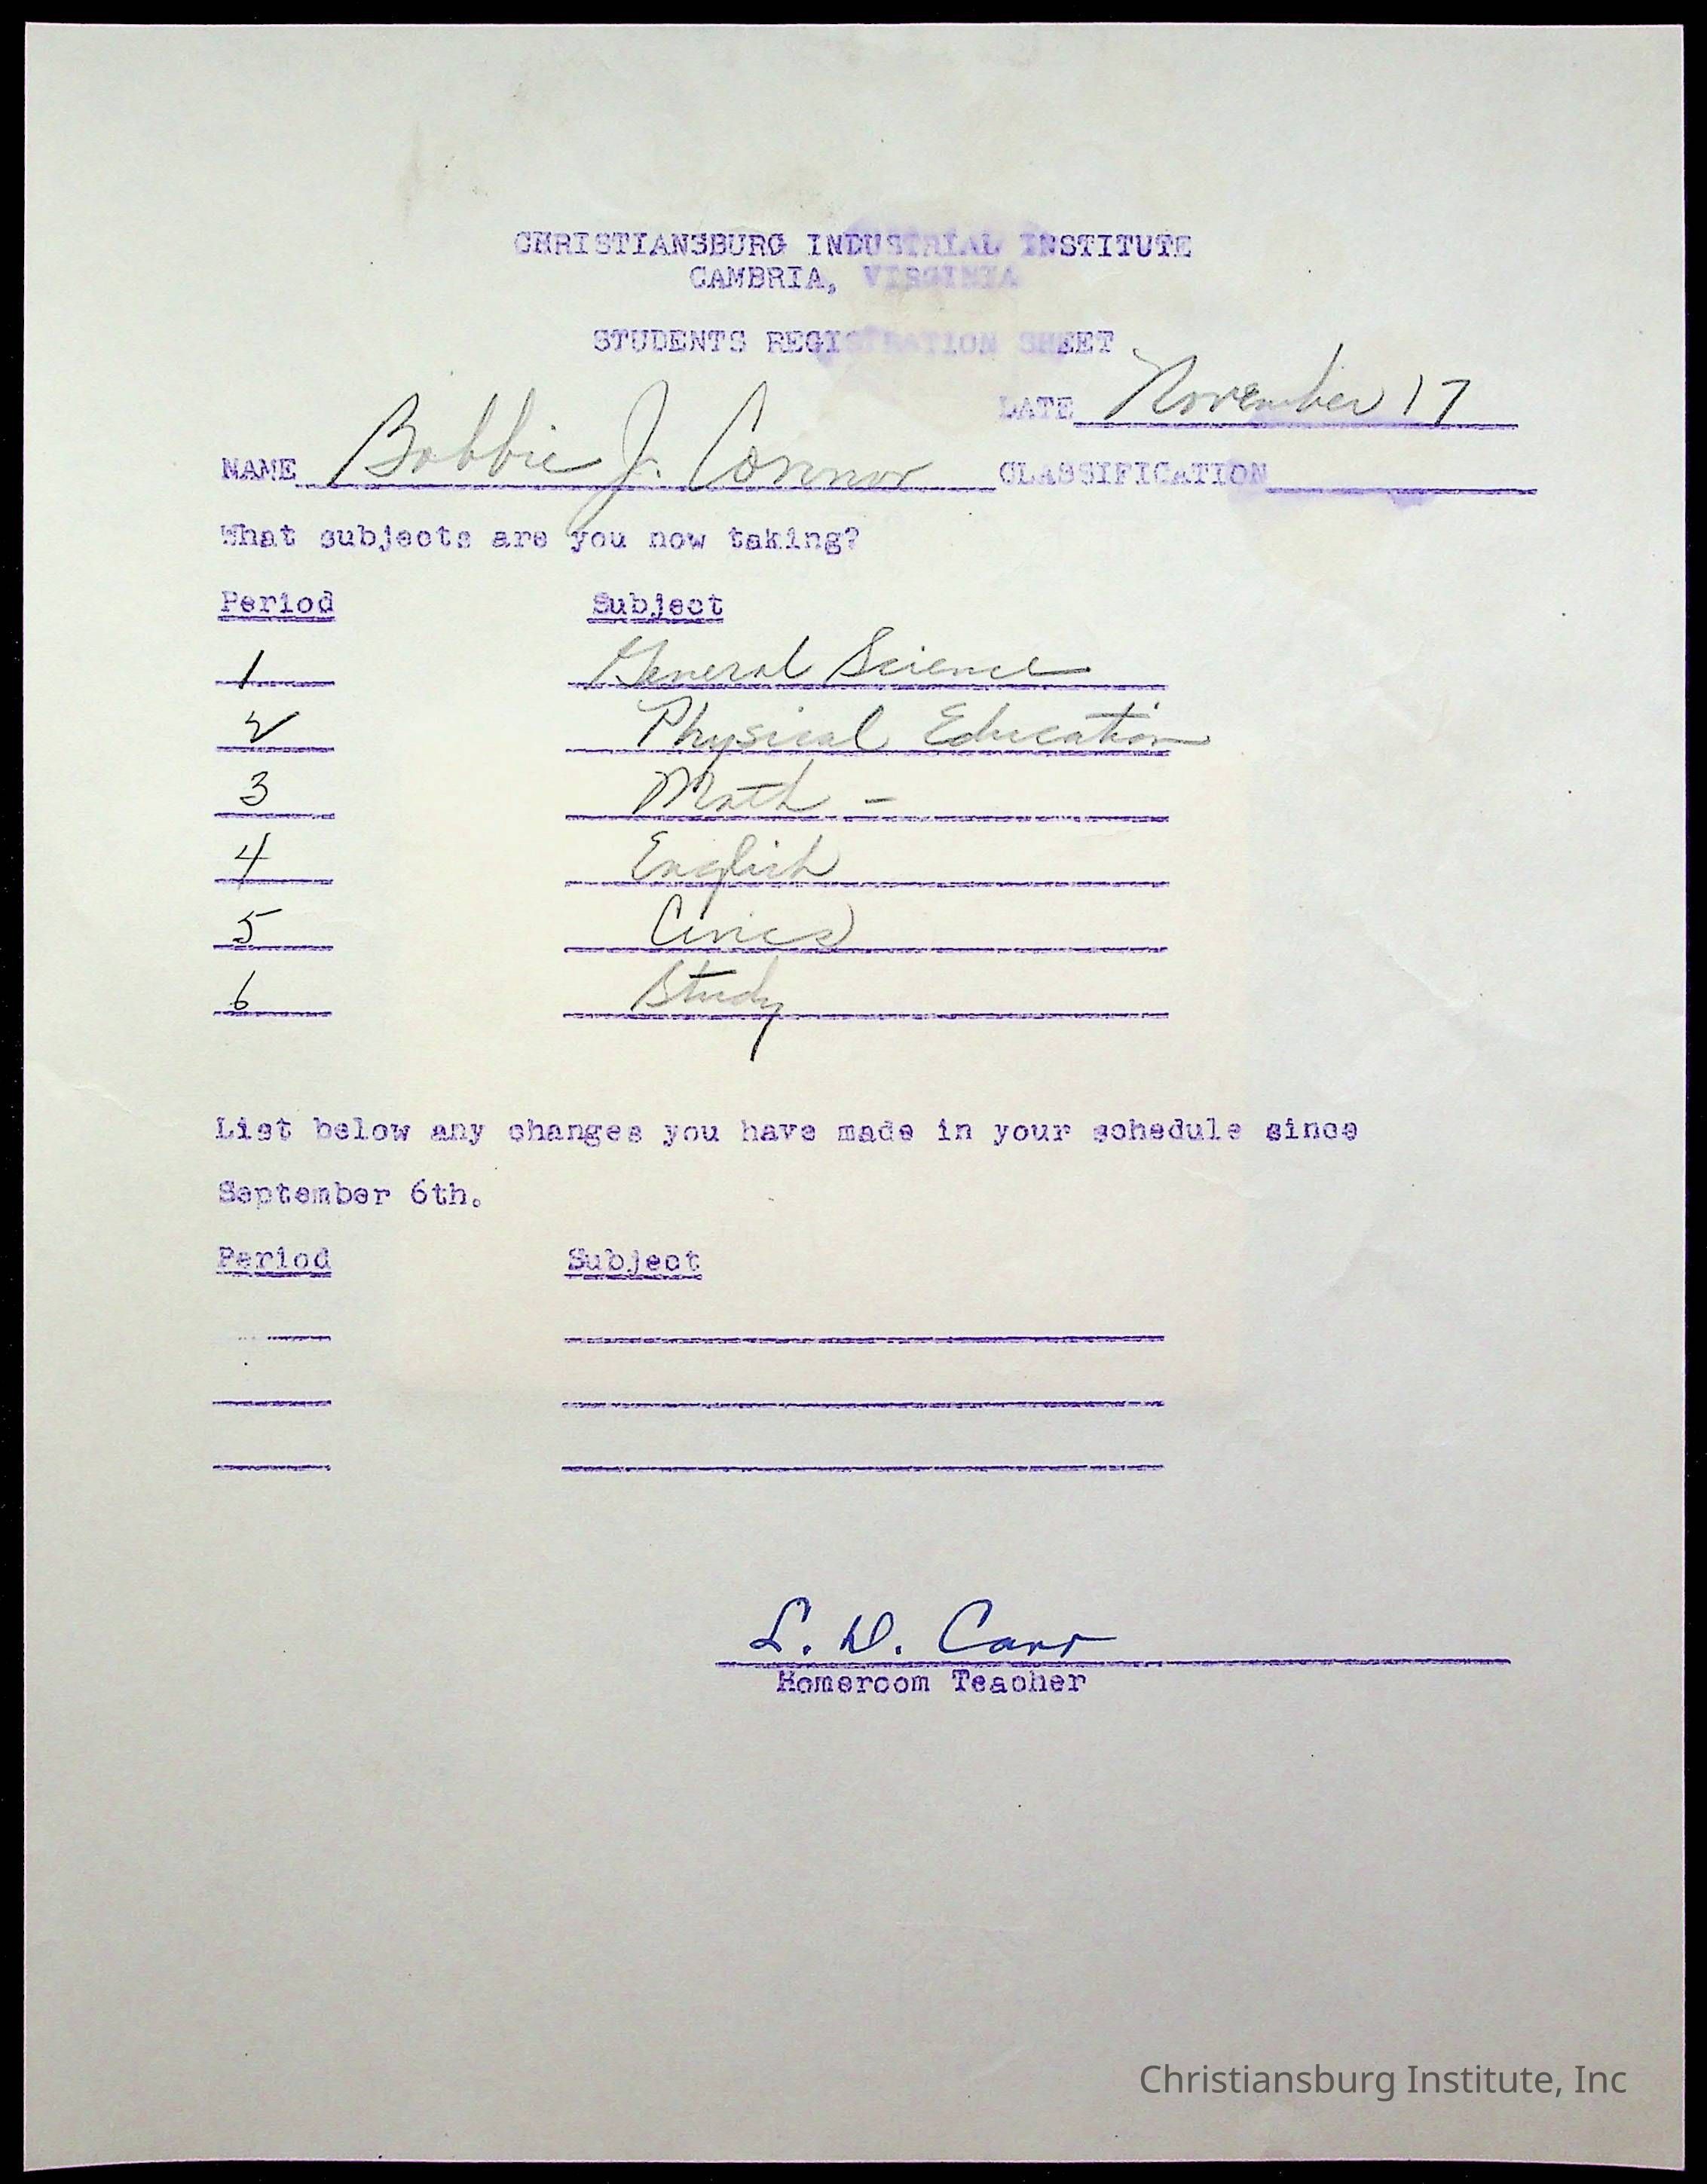 CHRISTIANSBURG INDUSTRIAL INSTITUTE
CAMBRIA, VIRGINIA
STUDENTS REGISTRATION SHEET
DATE November 17
NAME Bobbie J. Connor CLASSIFICATION
What subjects are you now taking?
Period Subject
1 General Science
2 Physical Education
3 Math -
4 English
5 Civics
6 Study
List below any changes you have made in your schedule since
September 6th.
Period Subject
S. D. Carr
Homeroom Teacher
Christiansburg Institute, Inc